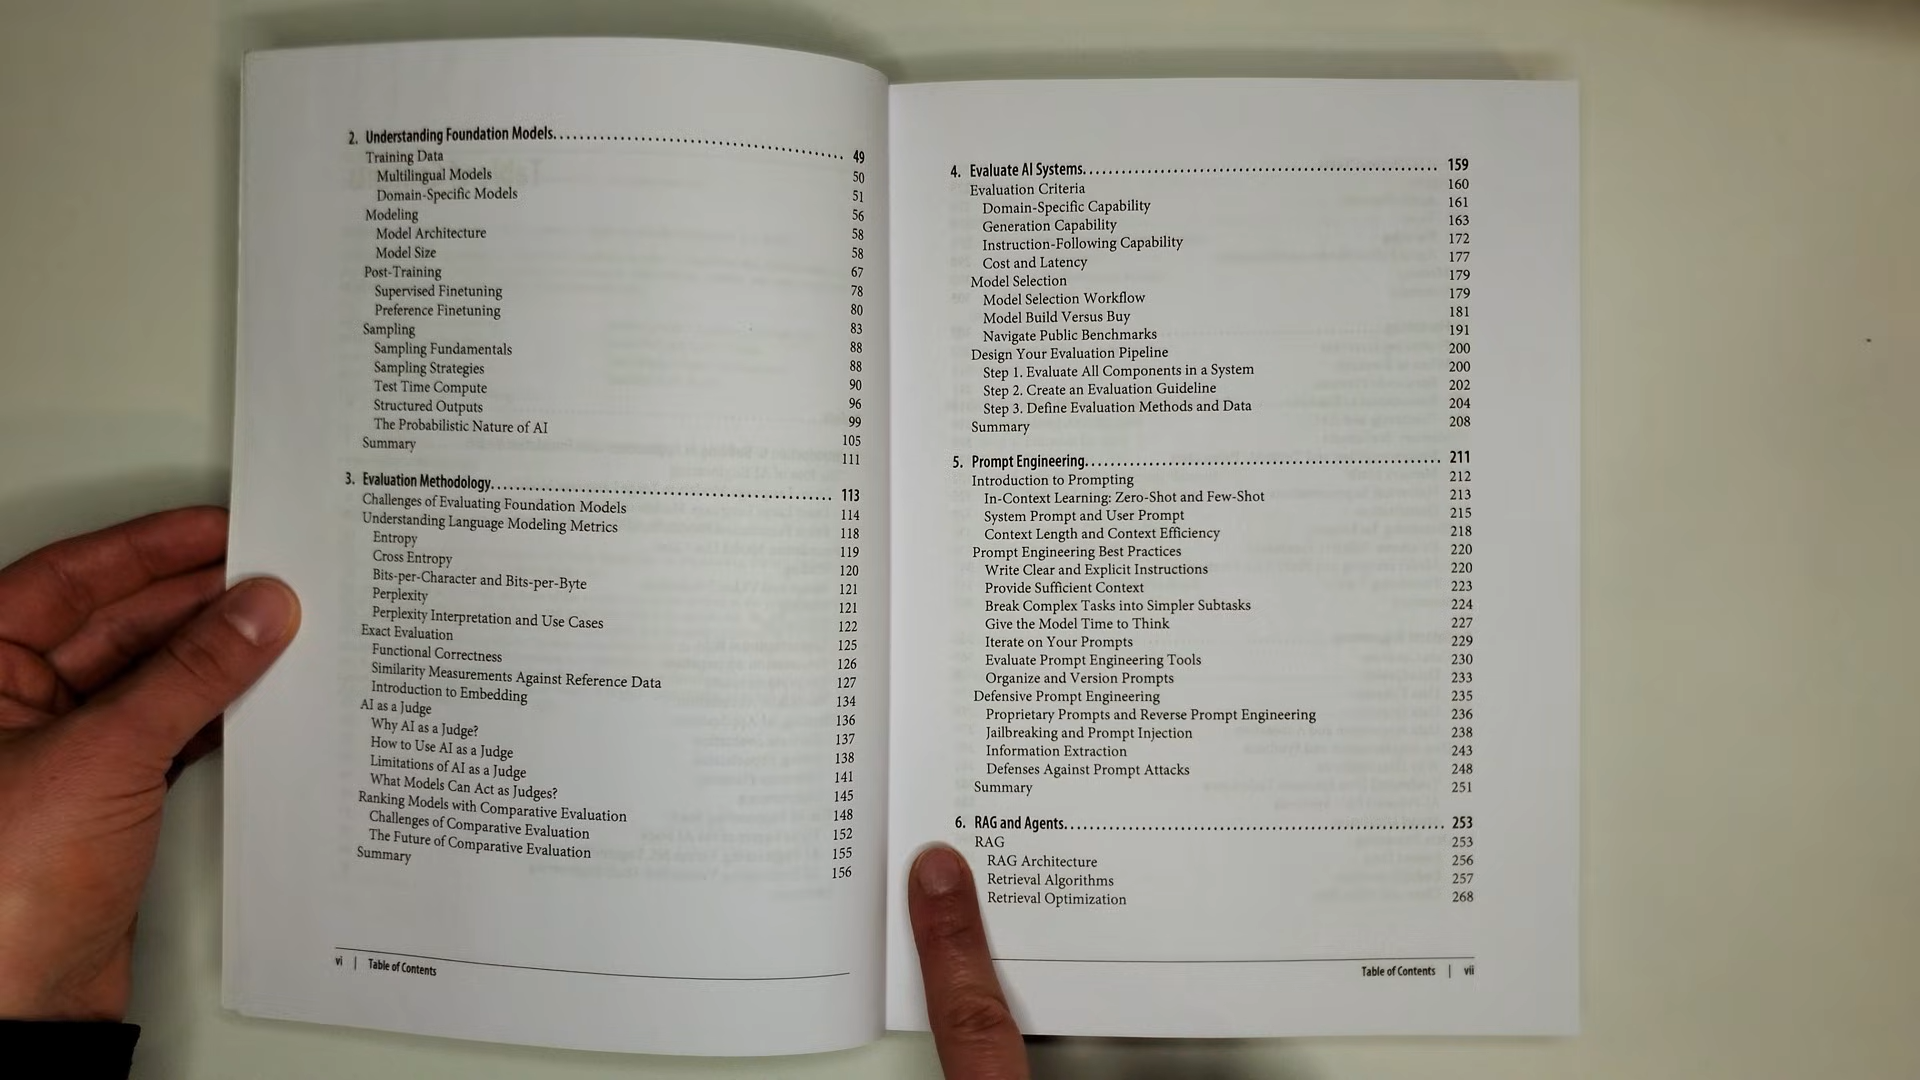 2. Understanding Foundation Models. . . . . . . . . . . . . . . . . . . . . . . . . . . . . . 49
Training Data 50
Multilingual Models 51
Domain-Specific Models 56
Modeling 58
Model Architecture 58
Model Size 67
Post-Training 78
Supervised Finetuning 80
Preference Finetuning 83
Sampling 88
Sampling Fundamentals 88
Sampling Strategies 90
Test Time Compute 96
Structured Outputs 99
The Probabilistic Nature of AI 105
Summary 111
3. Evaluation Methodology. . . . . . . . . . . . . . . . . . . . . . . . . . . . . . 113
Challenges of Evaluating Foundation Models 114
Understanding Language Modeling Metrics 118
Entropy 119
Cross Entropy 120
Bits-per-Character and Bits-per-Byte 121
Perplexity 121
Perplexity Interpretation and Use Cases 122
Exact Evaluation 125
Functional Correctness 126
Similarity Measurements Against Reference Data 127
Introduction to Embedding 134
AI as a Judge 136
Why AI as a Judge? 137
How to Use AI as a Judge 138
Limitations of AI as a Judge 141
What Models Can Act as Judges? 145
Ranking Models with Comparative Evaluation 148
Challenges of Comparative Evaluation 152
The Future of Comparative Evaluation 155
Summary 156
vi | Table of Contents
4. Evaluate AI Systems. . . . . . . . . . . . . . . . . . . . . . . . . . . . . . 159
Evaluation Criteria 160
Domain-Specific Capability 161
Generation Capability 163
Instruction-Following Capability 172
Cost and Latency 177
Model Selection 179
Model Selection Workflow 179
Model Build Versus Buy 181
Navigate Public Benchmarks 191
Design Your Evaluation Pipeline 200
Step 1. Evaluate All Components in a System 200
Step 2. Create an Evaluation Guideline 202
Step 3. Define Evaluation Methods and Data 204
Summary 208
5. Prompt Engineering. . . . . . . . . . . . . . . . . . . . . . . . . . . . . . 211
Introduction to Prompting 212
In-Context Learning: Zero-Shot and Few-Shot 213
System Prompt and User Prompt 215
Context Length and Context Efficiency 218
Prompt Engineering Best Practices 220
Write Clear and Explicit Instructions 220
Provide Sufficient Context 223
Break Complex Tasks into Simpler Subtasks 224
Give the Model Time to Think 227
Iterate on Your Prompts 229
Evaluate Prompt Engineering Tools 230
Organize and Version Prompts 233
Defensive Prompt Engineering 235
Proprietary Prompts and Reverse Prompt Engineering 236
Jailbreaking and Prompt Injection 238
Information Extraction 243
Defenses Against Prompt Attacks 248
Summary 251
6. RAG and Agents. . . . . . . . . . . . . . . . . . . . . . . . . . . . . . 253
RAG 253
RAG Architecture 256
Retrieval Algorithms 257
Retrieval Optimization 268
Table of Contents | vii